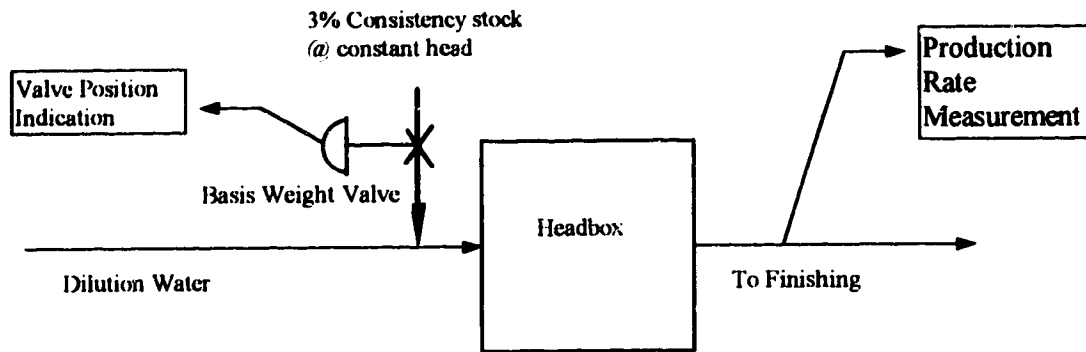 3% Consistency stock
@ constant head
Valve Position
Indication
Production
Rate
Measurement
Basis Weight Valve
Headbox
Dilution Water
To Finishing